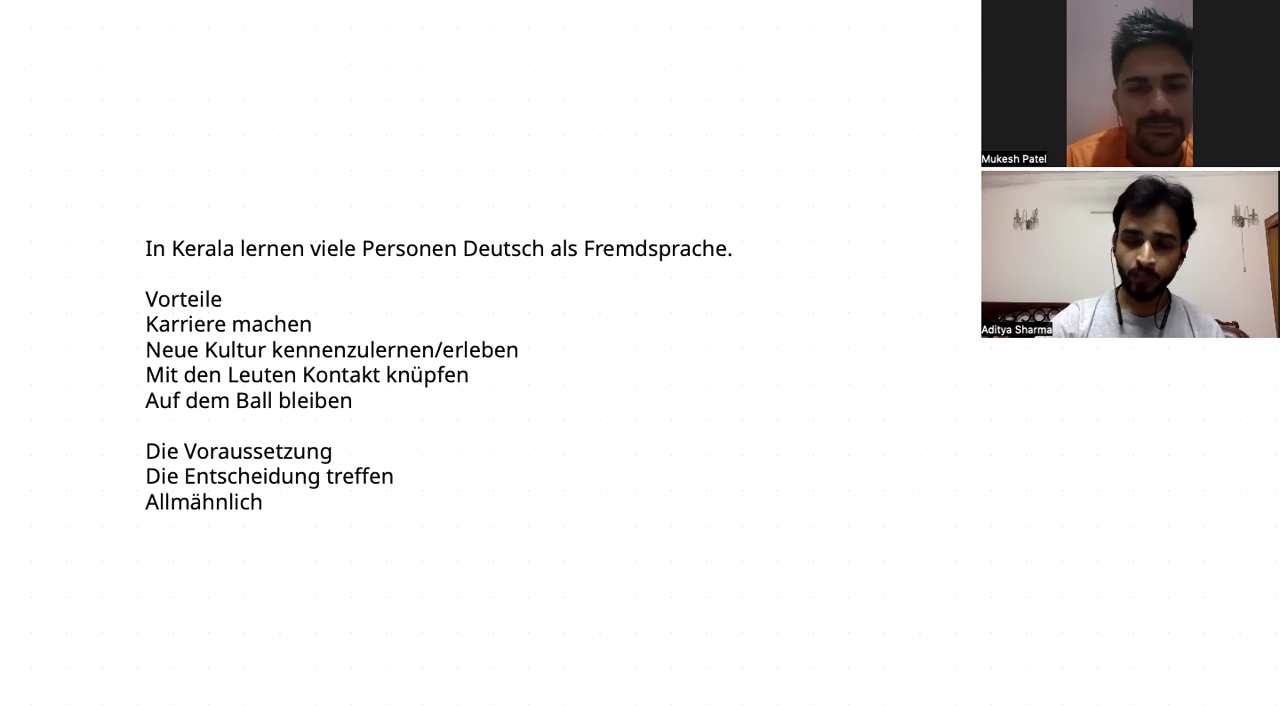 In Kerala lernen viele Personen Deutsch als Fremdsprache.
Vorteile
Karriere machen
Neue Kultur kennenzulernen/erleben
Mit den Leuten Kontakt knüpfen
Auf dem Ball bleiben
Die Voraussetzung
Die Entscheidung treffen
Allmähnlich
Mukesh Patel
Aditya Sharma